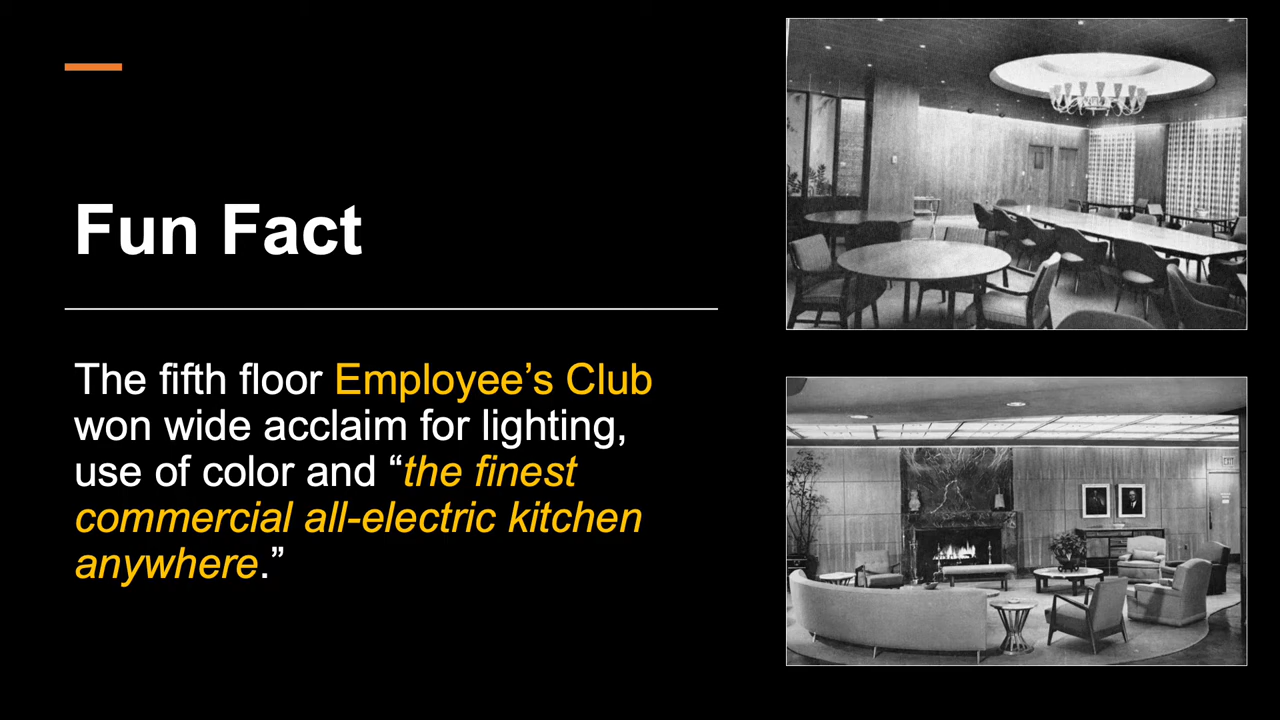 Fun Fact
The fifth floor Employee’s Club
won wide acclaim for lighting,
use of color and “the finest
commercial all-electric kitchen
anywhere.”
EXIT